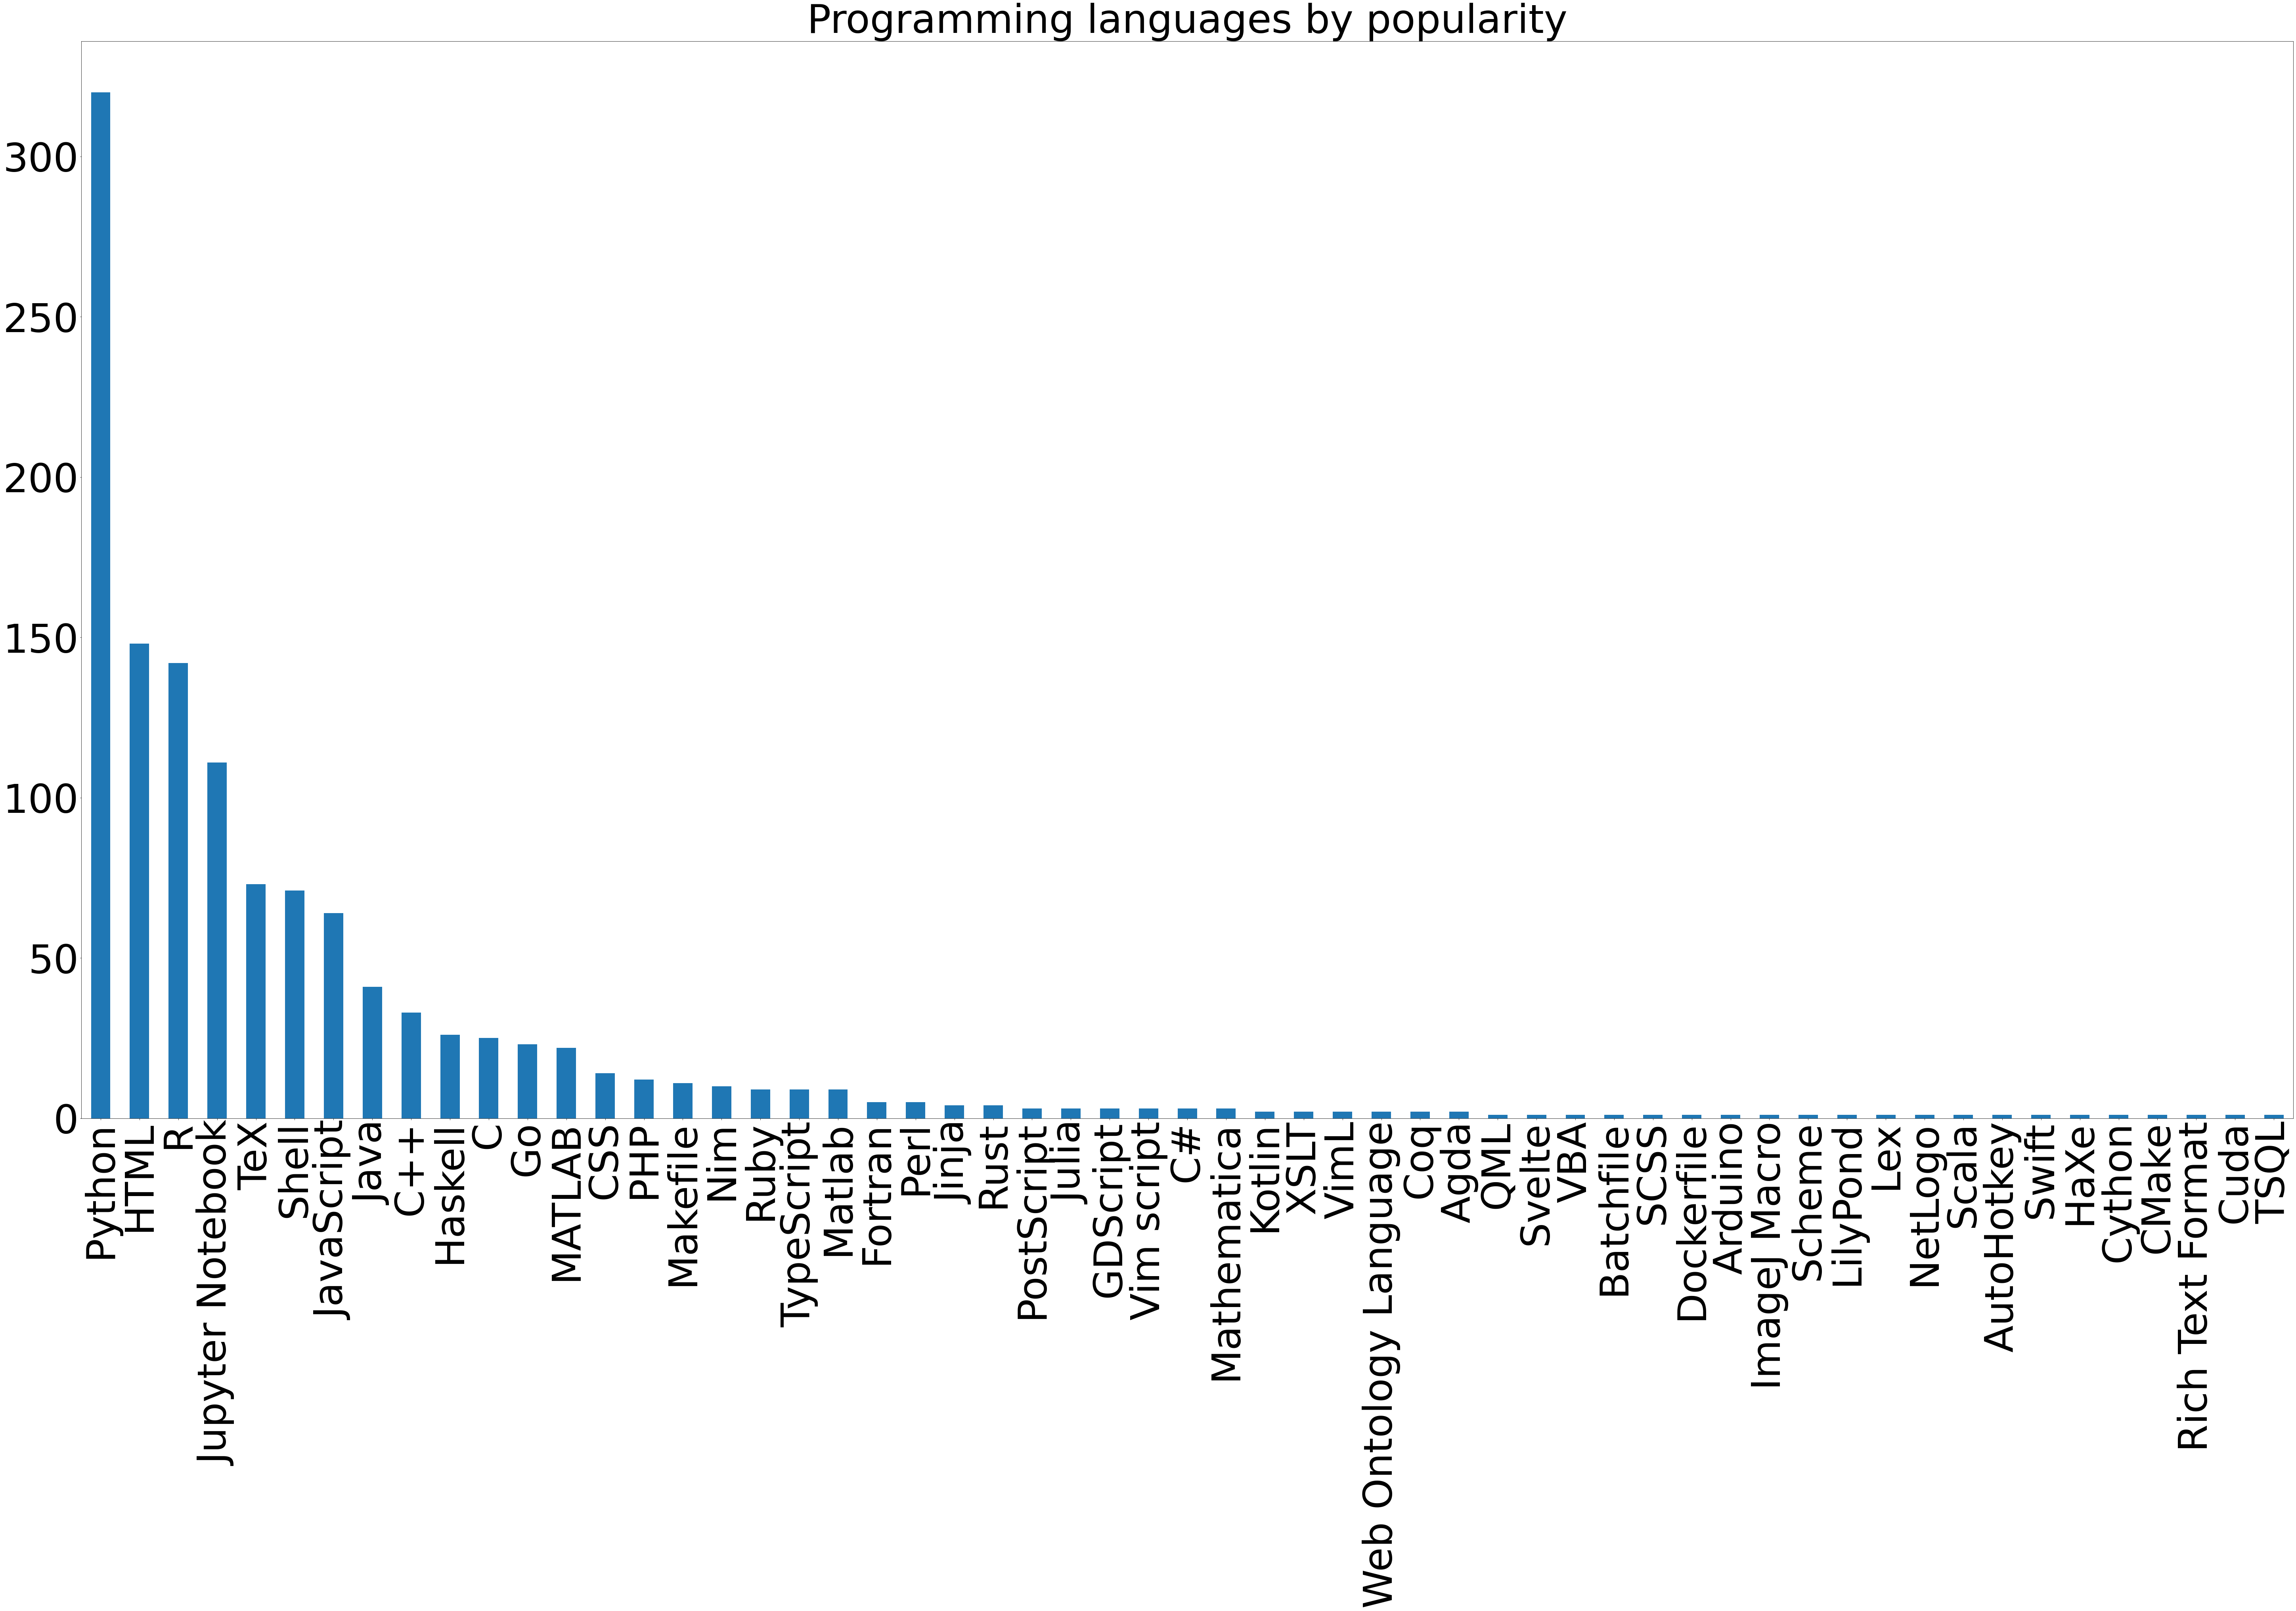 Programming languages by popularity
300
250
200
150
100
50
0
Python
HTML
R
Jupyter Notebook
TeX
Shell
JavaScript
Java
C++
Haskell
C
Go
MATLAB
CSS
PHP
Makefile
Nim
Ruby
TypeScript
Matlab
Fortran
Perl
Jinja
Rust
PostScript
Julia
GDScript
Vim script
C#
Mathematica
Kotlin
XSLT
VimL
Web Ontology Language
Coq
Agda
QML
Svelte
VBA
Batchfile
SCSS
Dockerfile
Arduino
ImageJ Macro
Scheme
LilyPond
Lex
NetLogo
Scala
AutoHotkey
Swift
HaXe
Cython
CMake
Rich Text Format
Cuda
TSQL